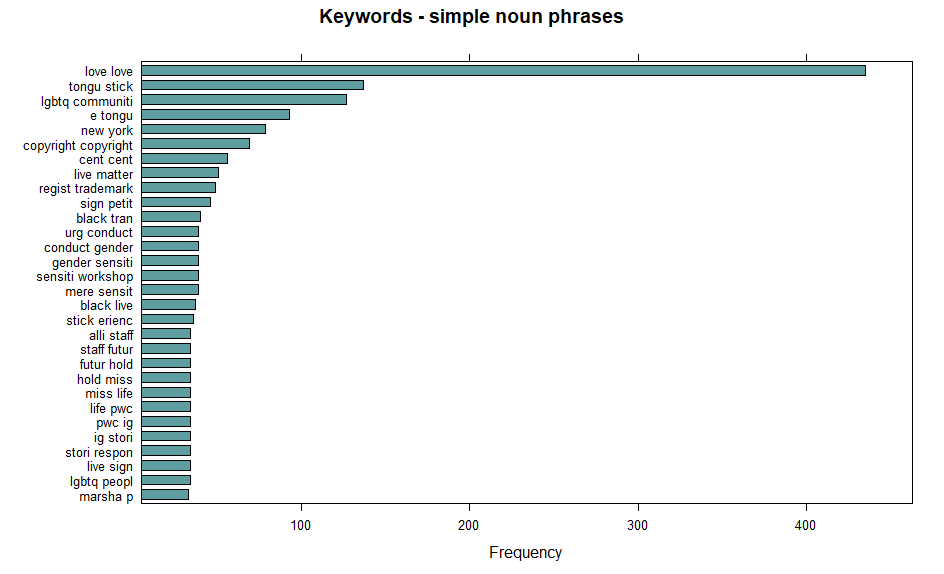 Keywords - simple noun phrases
love love
tongu stick
lgbtq communiti
e tongu
new york
copyright copyright
cent cent
live matter
regist trademark
sign petit
black tran
urg conduct
conduct gender
gender sensiti
sensiti workshop
mere sensit
black live
stick erienc
alli staff
staff futur
futur hold
hold miss
miss life
life pwc
pwc ig
ig stori
stori respon
live sign
lgbtq peopl
marsha p
100 200 300 400
Frequency